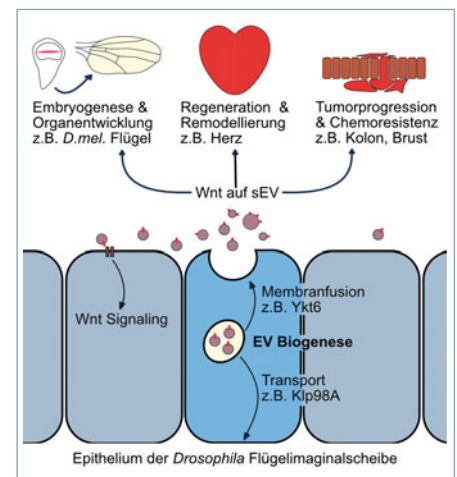 Embryogenese &
Organentwicklung
z.B. D.mel. Flügel
Regeneration &
Remodellierung
z.B. Herz
Tumorprogression
& Chemoresistenz
z.B. Kolon, Brust
Wnt auf sEV
Wnt Signaling
Membranfusion
z.B. Ykt6
EV Biogenese
Transport
z.B. Klp98A
Epithelium der Drosophila Flügelimaginalscheibe